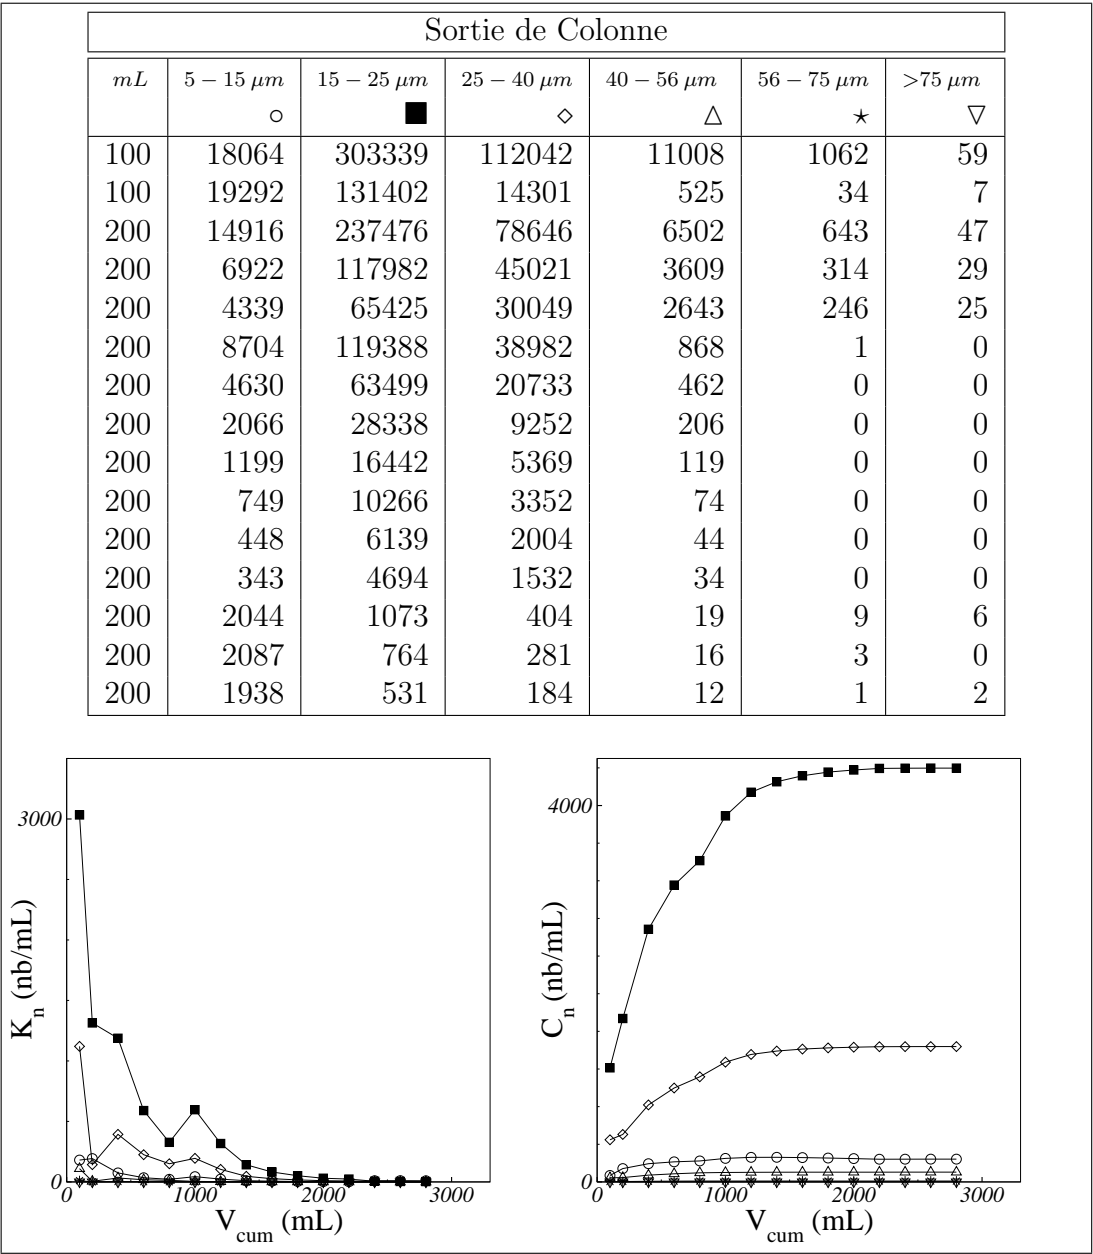 Sortie de Colonne
mL 5 – 15 μm 15 – 25 μm 25 – 40 μm 40 – 56 μm 56 – 75 μm >75 μm
○ ■ ◇ △ ⋆ ▽
100 18064 303339 112042 11008 1062 59
100 19292 131402 14301 525 34 7
200 14916 237476 78646 6502 643 47
200 6922 117982 45021 3609 314 29
200 4339 65425 30049 2643 246 25
200 8704 119388 38982 868 1 0
200 4630 63499 20733 462 0 0
200 2066 28338 9252 206 0 0
200 1199 16442 5369 119 0 0
200 749 10266 3352 74 0 0
200 448 6139 2004 44 0 0
200 343 4694 1532 34 0 0
200 2044 1073 404 19 9 6
200 2087 764 281 16 3 0
200 1938 531 184 12 1 2
3000
K_n (nb/mL)
0 1000 2000 3000
0
V_cum (mL)
4000
C_n (nb/mL)
0 1000 2000 3000
0
V_cum (mL)